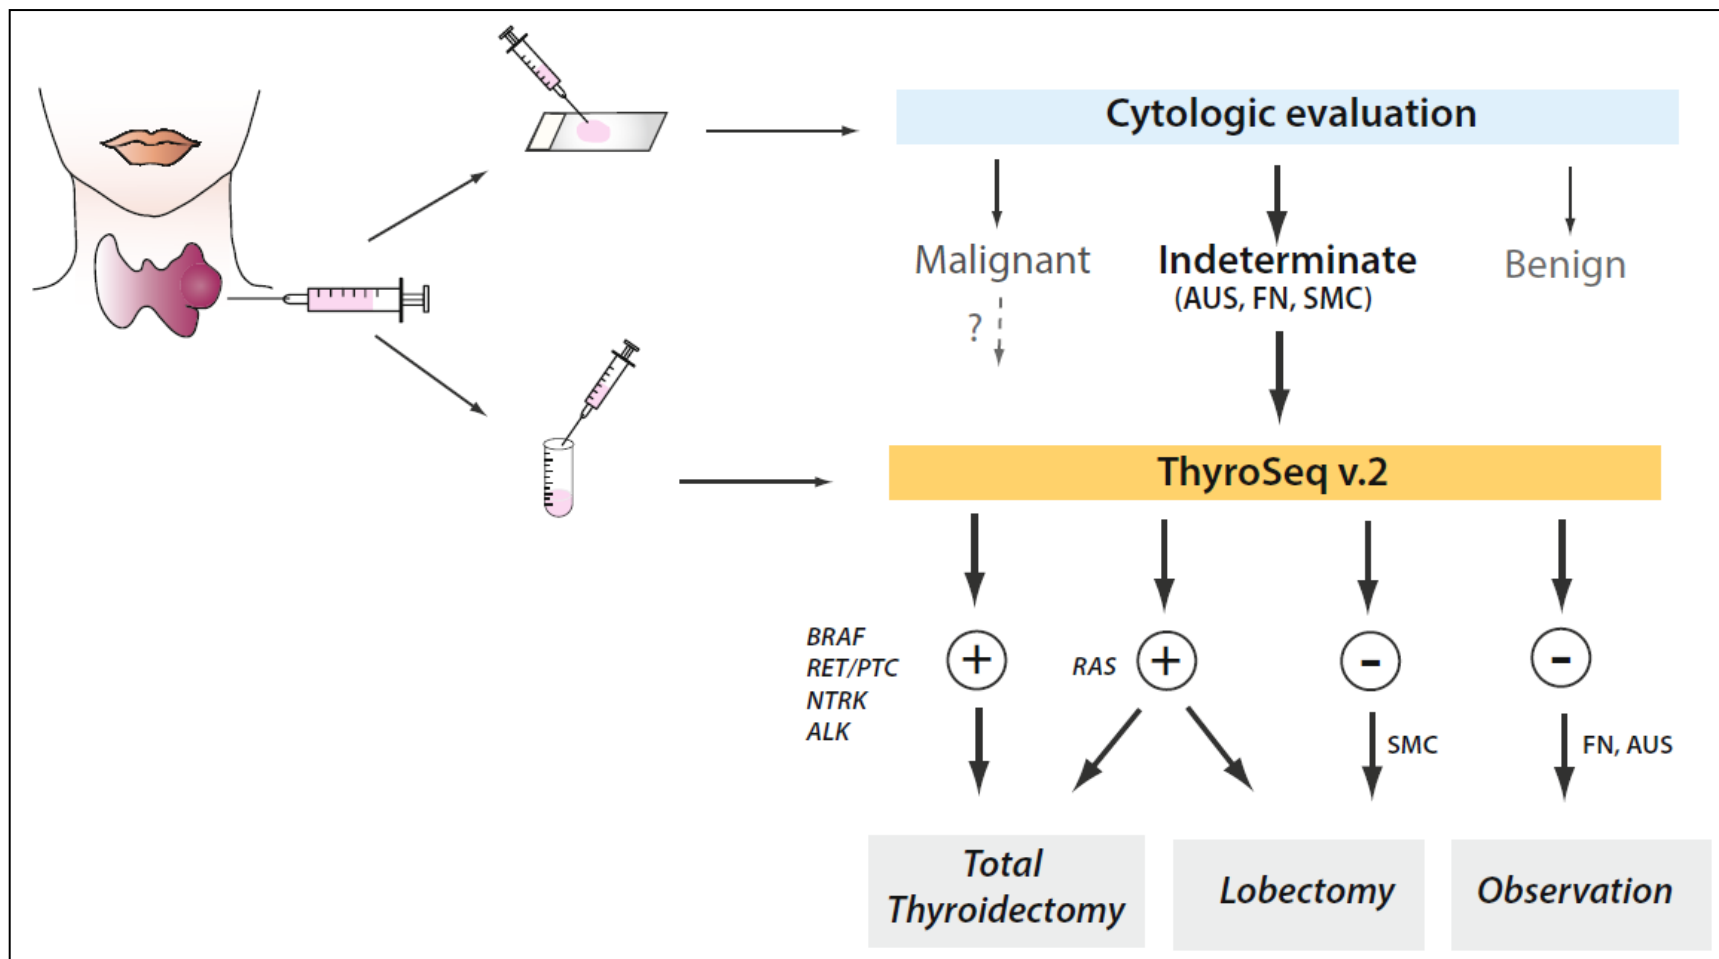 Cytologic evaluation
Malignant
Indeterminate
(AUS, FN, SMC)
Benign
?
ThyroSeq v.2
BRAF
RET/PTC
NTRK
ALK
+
RAS
+
-
-
SMC
FN, AUS
Total
Thyroidectomy
Lobectomy
Observation